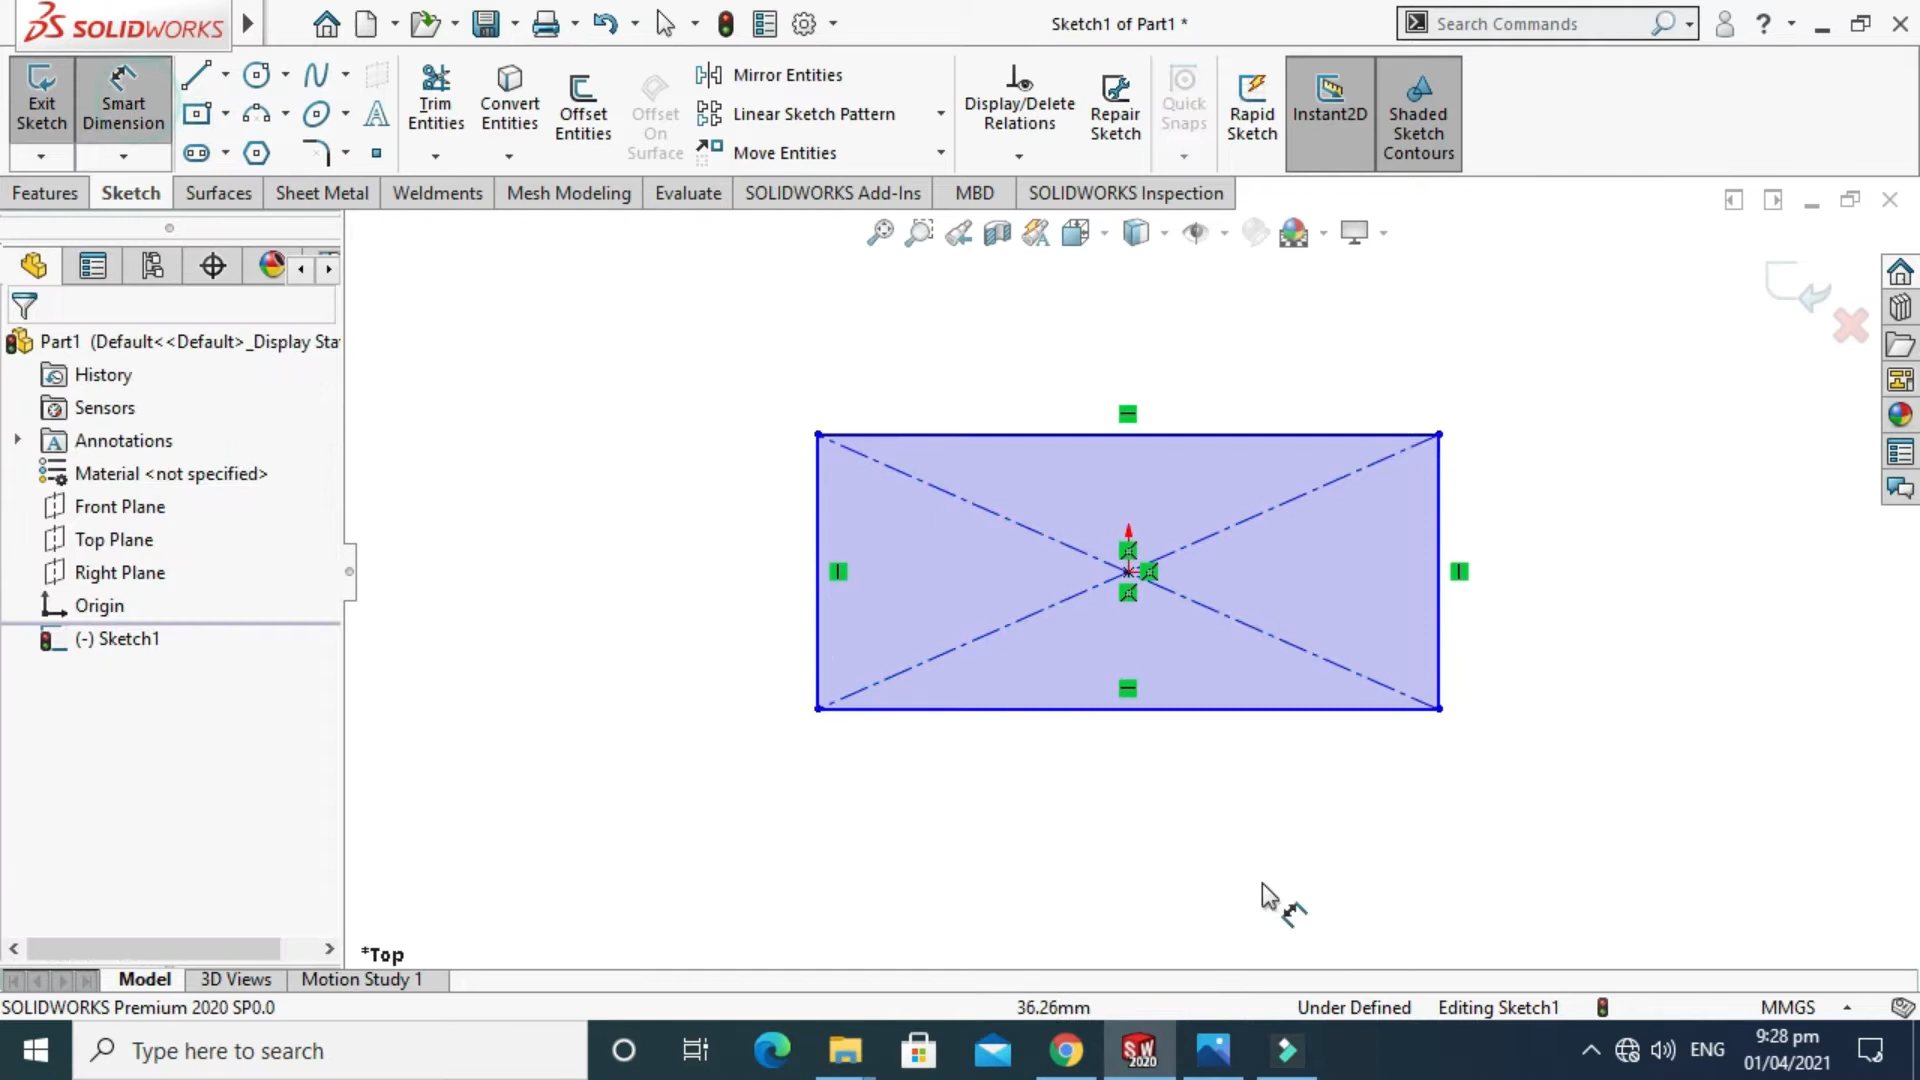 SOLIDWORKS
Sketch1 of Part1 *
Search Commands
Exit Sketch
Smart Dimension
Trim Entities
Convert Entities
Offset Entities
Offset On Surface
Mirror Entities
Linear Sketch Pattern
Move Entities
Display/Delete Relations
Repair Sketch
Quick Snaps
Rapid Sketch
Instant2D
Shaded Sketch Contours
Features
Sketch
Surfaces
Sheet Metal
Weldments
Mesh Modeling
Evaluate
SOLIDWORKS Add-Ins
MBD
SOLIDWORKS Inspection
Part1 (Default<<Default>_Display Sta
History
Sensors
Annotations
Material <not specified>
Front Plane
Top Plane
Right Plane
Origin
(-) Sketch1
*Top
Model
3D Views
Motion Study 1
SOLIDWORKS Premium 2020 SP0.0
36.26mm
Under Defined
Editing Sketch1
MMGS
Type here to search
SW
2020
ENG
9:28 pm
01/04/2021